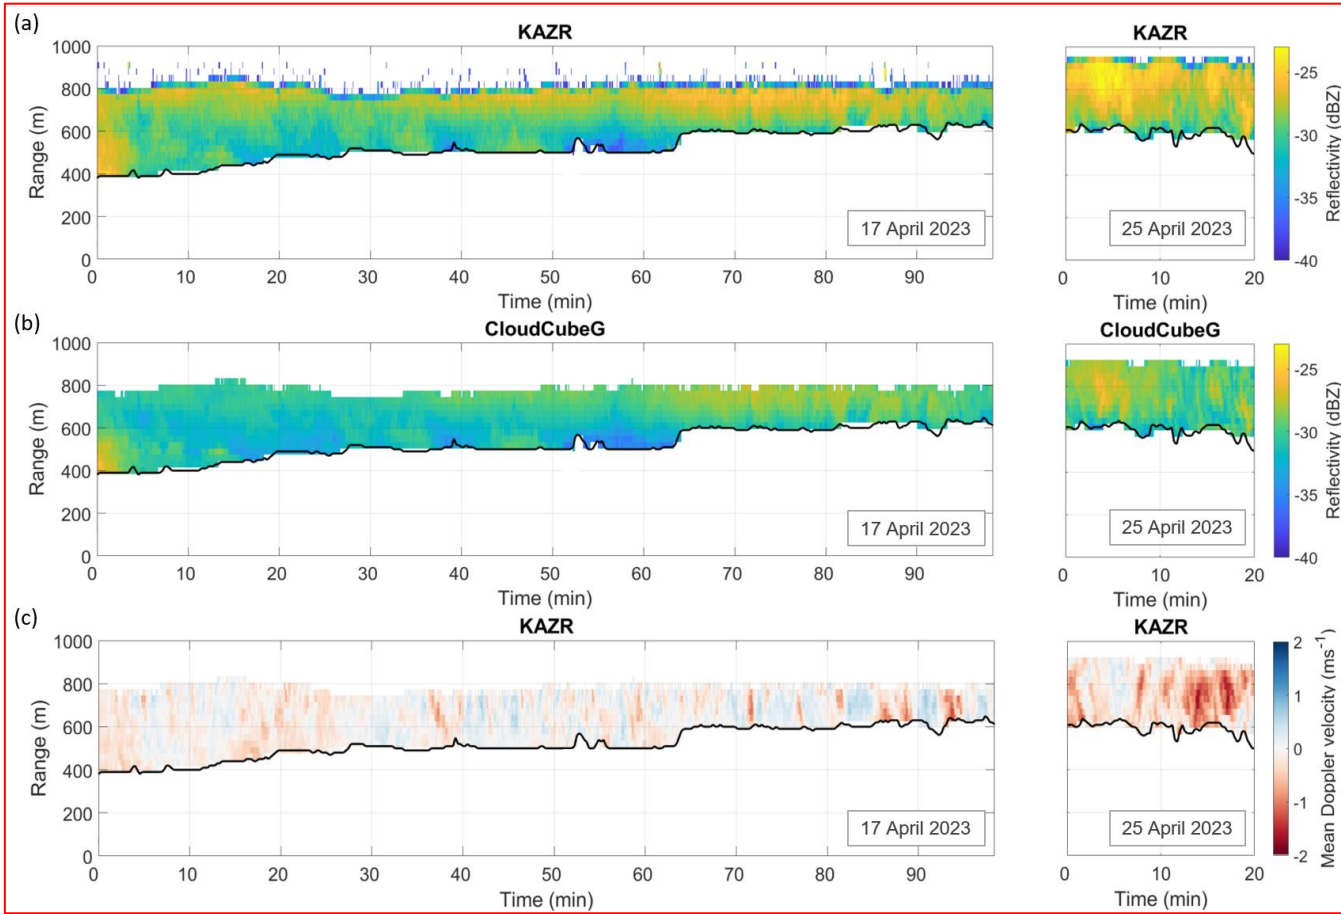 (a)
KAZR
KAZR
1000
800
600
400
200
0
Range (m)
0 10 20 30 40 50 60 70 80 90
Time (min)
17 April 2023
0 10 20
Time (min)
25 April 2023
-25
-30
-35
-40
Reflectivity (dBZ)
(b)
CloudCubeG
CloudCubeG
1000
800
600
400
200
0
Range (m)
0 10 20 30 40 50 60 70 80 90
Time (min)
17 April 2023
0 10 20
Time (min)
25 April 2023
-25
-30
-35
-40
Reflectivity (dBZ)
(c)
KAZR
KAZR
1000
800
600
400
200
0
Range (m)
0 10 20 30 40 50 60 70 80 90
Time (min)
17 April 2023
0 10 20
Time (min)
25 April 2023
2
1
0
-1
-2
Mean Doppler velocity (ms⁻¹)